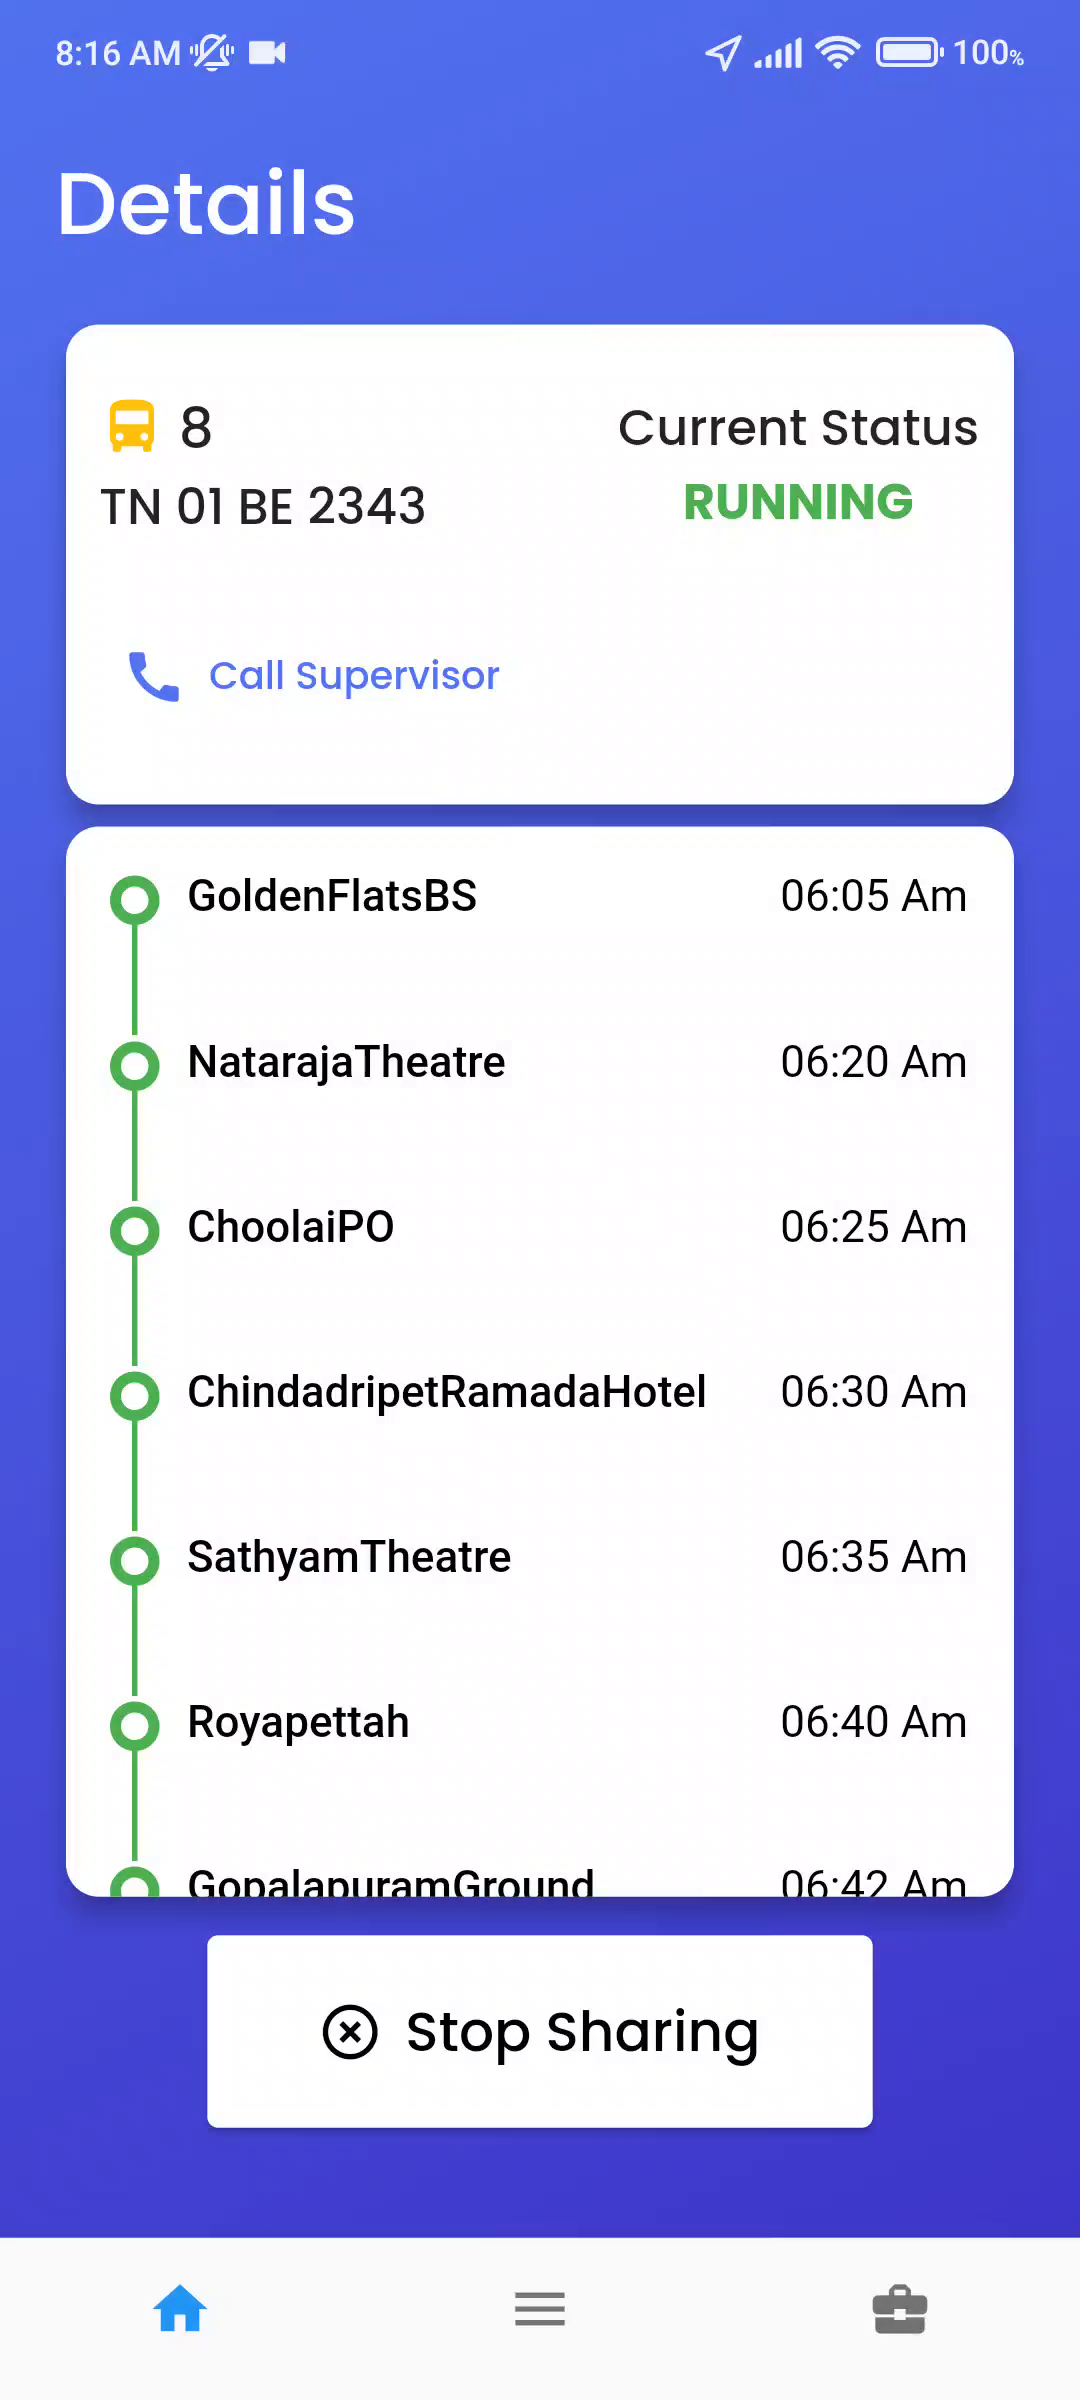 8:16 AM 100%
Details
8 Current Status
TN 01 BE 2343 RUNNING
Call Supervisor
GoldenFlatsBS 06:05 Am
NatarajaTheatre 06:20 Am
ChoolaiPO 06:25 Am
ChindadripetRamadaHotel 06:30 Am
SathyamTheatre 06:35 Am
Royapettah 06:40 Am
GopalapuramGround 06:42 Am
Stop Sharing